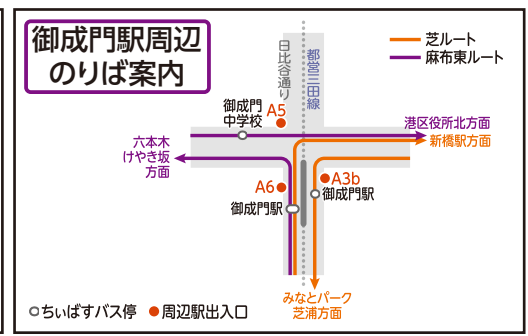 御成門駅周辺
のりば案内
芝ルート
麻布東ルート
日比谷通り
都営三田線
御成門
中学校
A5
港区役所北方面
新橋駅方面
六本木
けやき坂
方面
A6
A3b
御成門駅
御成門駅
みなとパーク
芝浦方面
ちぃばすバス停
周辺駅出入口